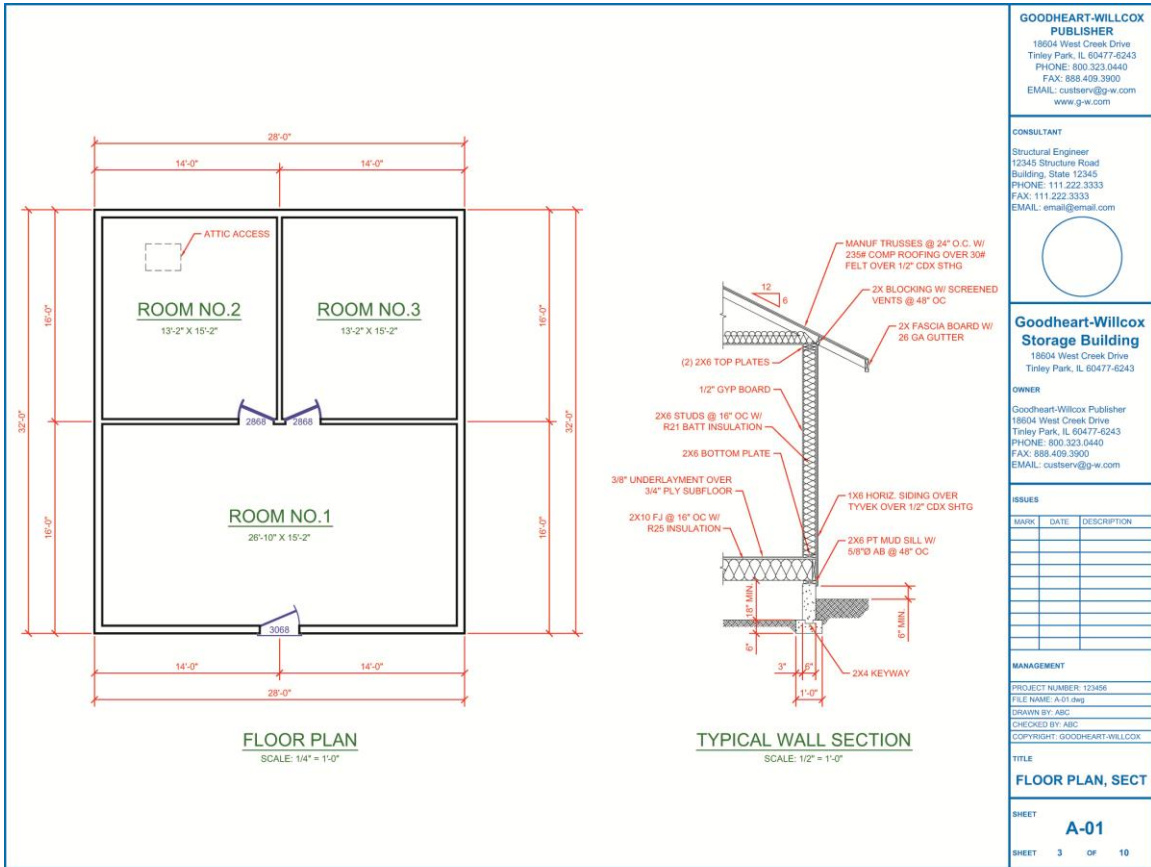 28'-0"
14'-0"
14'-0"
32'-0"
16'-0"
16'-0"
ATTIC ACCESS
ROOM NO.2
13'-2" X 15'-2"
ROOM NO.3
13'-2" X 15'-2"
16'-0"
16'-0"
32'-0"
2868
2868
ROOM NO.1
26'-10" X 15'-2"
3068
14'-0"
14'-0"
28'-0"
FLOOR PLAN
SCALE: 1/4" = 1'-0"
12
6
MANUF TRUSSES @ 24" O.C. W/
235# COMP ROOFING OVER 30#
FELT OVER 1/2" CDX STHG
2X BLOCKING W/ SCREENED
VENTS @ 48" OC
2X FASCIA BOARD W/
26 GA GUTTER
(2) 2X6 TOP PLATES
1/2" GYP BOARD
2X6 STUDS @ 16" OC W/
R21 BATT INSULATION
2X6 BOTTOM PLATE
3/8" UNDERLAYMENT OVER
3/4" PLY SUBFLOOR
2X10 FJ @ 16" OC W/
R25 INSULATION
1X6 HORIZ. SIDING OVER
TYVEK OVER 1/2" CDX SHTG
2X6 PT MUD SILL W/
5/8"Ø AB @ 48" OC
18" MIN.
6"
6" MIN.
3"
6"
1'-0"
2X4 KEYWAY
TYPICAL WALL SECTION
SCALE: 1/2" = 1'-0"
GOODHEART-WILLCOX
PUBLISHER
18604 West Creek Drive
Tinley Park, IL 60477-6243
PHONE: 800.323.0440
FAX: 888.409.3900
EMAIL: custserv@g-w.com
www.g-w.com
CONSULTANT
Structural Engineer
12345 Structure Road
Building, State 12345
PHONE: 111.222.3333
FAX: 111.222.3333
EMAIL: email@email.com
Goodheart-Willcox
Storage Building
18604 West Creek Drive
Tinley Park, IL 60477-6243
OWNER
Goodheart-Willcox Publisher
18604 West Creek Drive
Tinley Park, IL 60477-6243
PHONE: 800.323.0440
FAX: 888.409.3900
EMAIL: custserv@g-w.com
ISSUES
MARK DATE DESCRIPTION
MANAGEMENT
PROJECT NUMBER: 123456
FILE NAME: A-01.dwg
DRAWN BY: ABC
CHECKED BY: ABC
COPYRIGHT: GOODHEART-WILLCOX
TITLE
FLOOR PLAN, SECT
SHEET
A-01
SHEET 3 OF 10